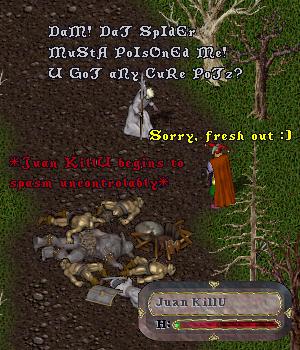 DaM! DaT SpIdEr
MuStA PoIsOnEd Me!
U GoT aNy CuRe PoTz?
Sorry, fresh out :)
*Juan KillU begins to
spasm uncontrolably*
Juan KillU
H: